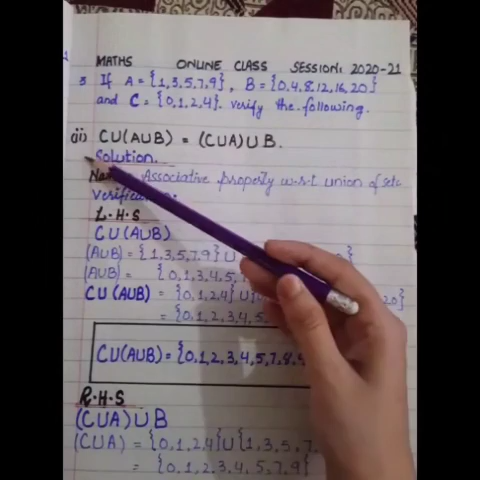 MATHS ONLINE CLASS SESSION: 2020-21
3 If A = {1,3,5,7,9}, B = {0,4,8,12,16,20}
and C = {0,1,2,4}. verify the following.
(ii) CU(AUB) = (CUA)UB.
Solution.
Associative property w.r.t union of sets.
L.H.S
CU(AUB)
(AUB) = {1,3,5,7,9} U }
(AUB) = {0,1,3,4,5,
CU(AUB) = {0,1,2,4} U { 20}
= {0,1,2,3,4,5
CU(AUB) = {0,1,2,3,4,5,7,8,9
R.H.S
(CUA)UB
(CUA) = {0,1,2,4}U{1,3,5,7,
= {0,1,2,3,4,5,7,9}